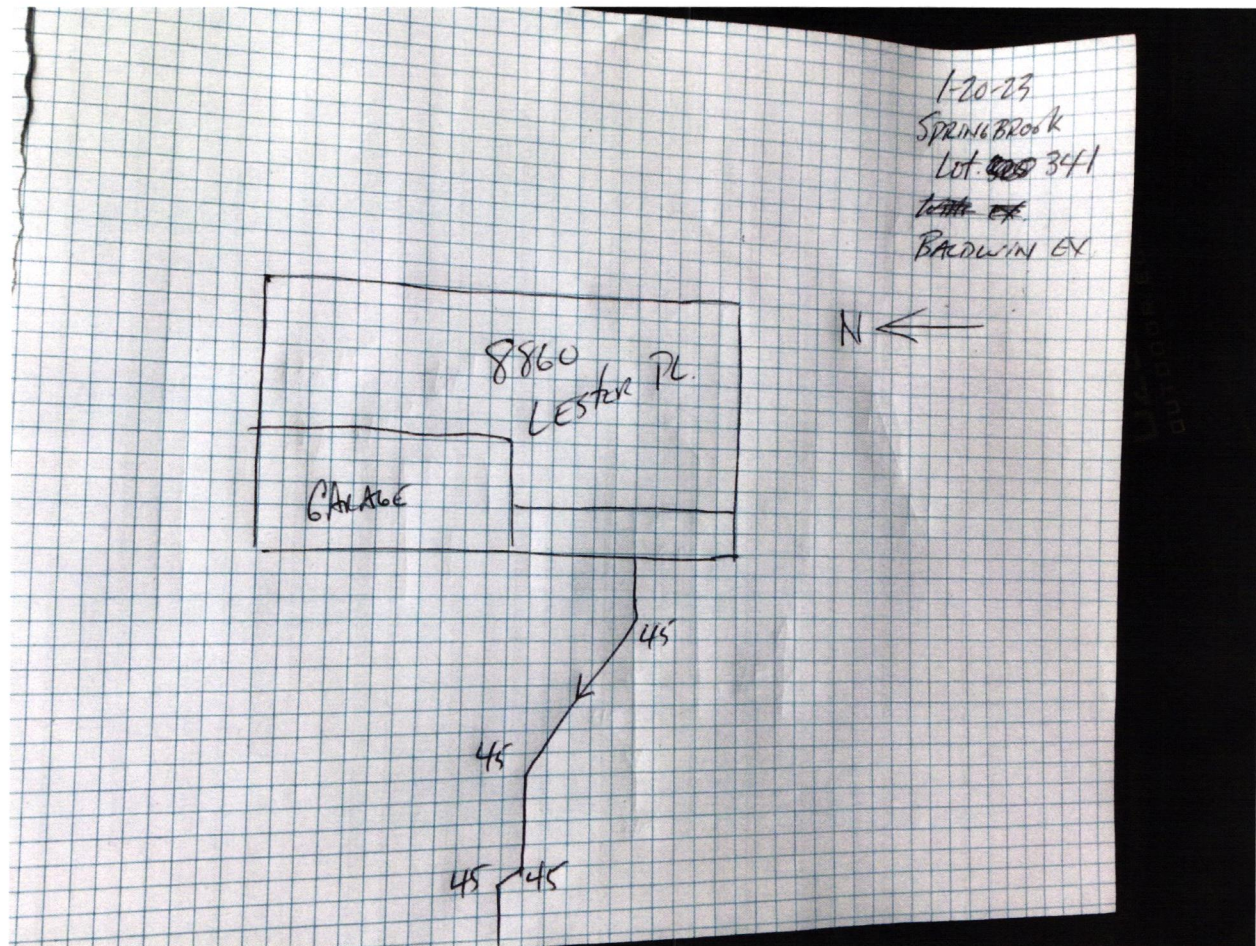 1-20-23
SPRINGBROOK
Lot 341
BALDWIN EX.
N
8860
LESTER PL.
GARAGE
45
45
45 45